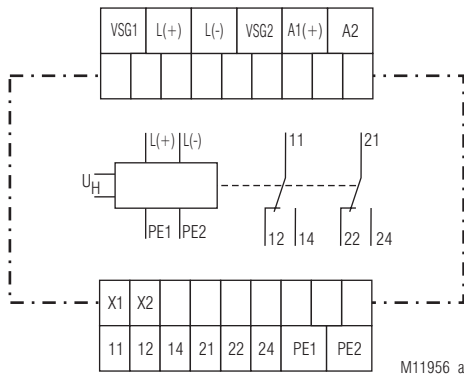 VSG1 L(+) L(-) VSG2 A1(+) A2
L(+) L(-) 11 21
UH
PE1 PE2 12 14 22 24
X1 X2
11 12 14 21 22 24 PE1 PE2
M11956 a